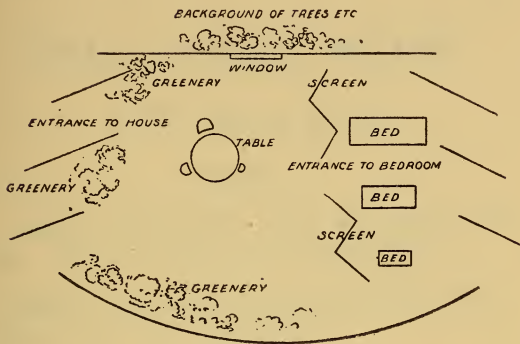 BACKGROUND OF TREES ETC
WINDOW
GREENERY
SCREEN
ENTRANCE TO HOUSE
BED
TABLE
ENTRANCE TO BEDROOM
GREENERY
BED
SCREEN
BED
GREENERY